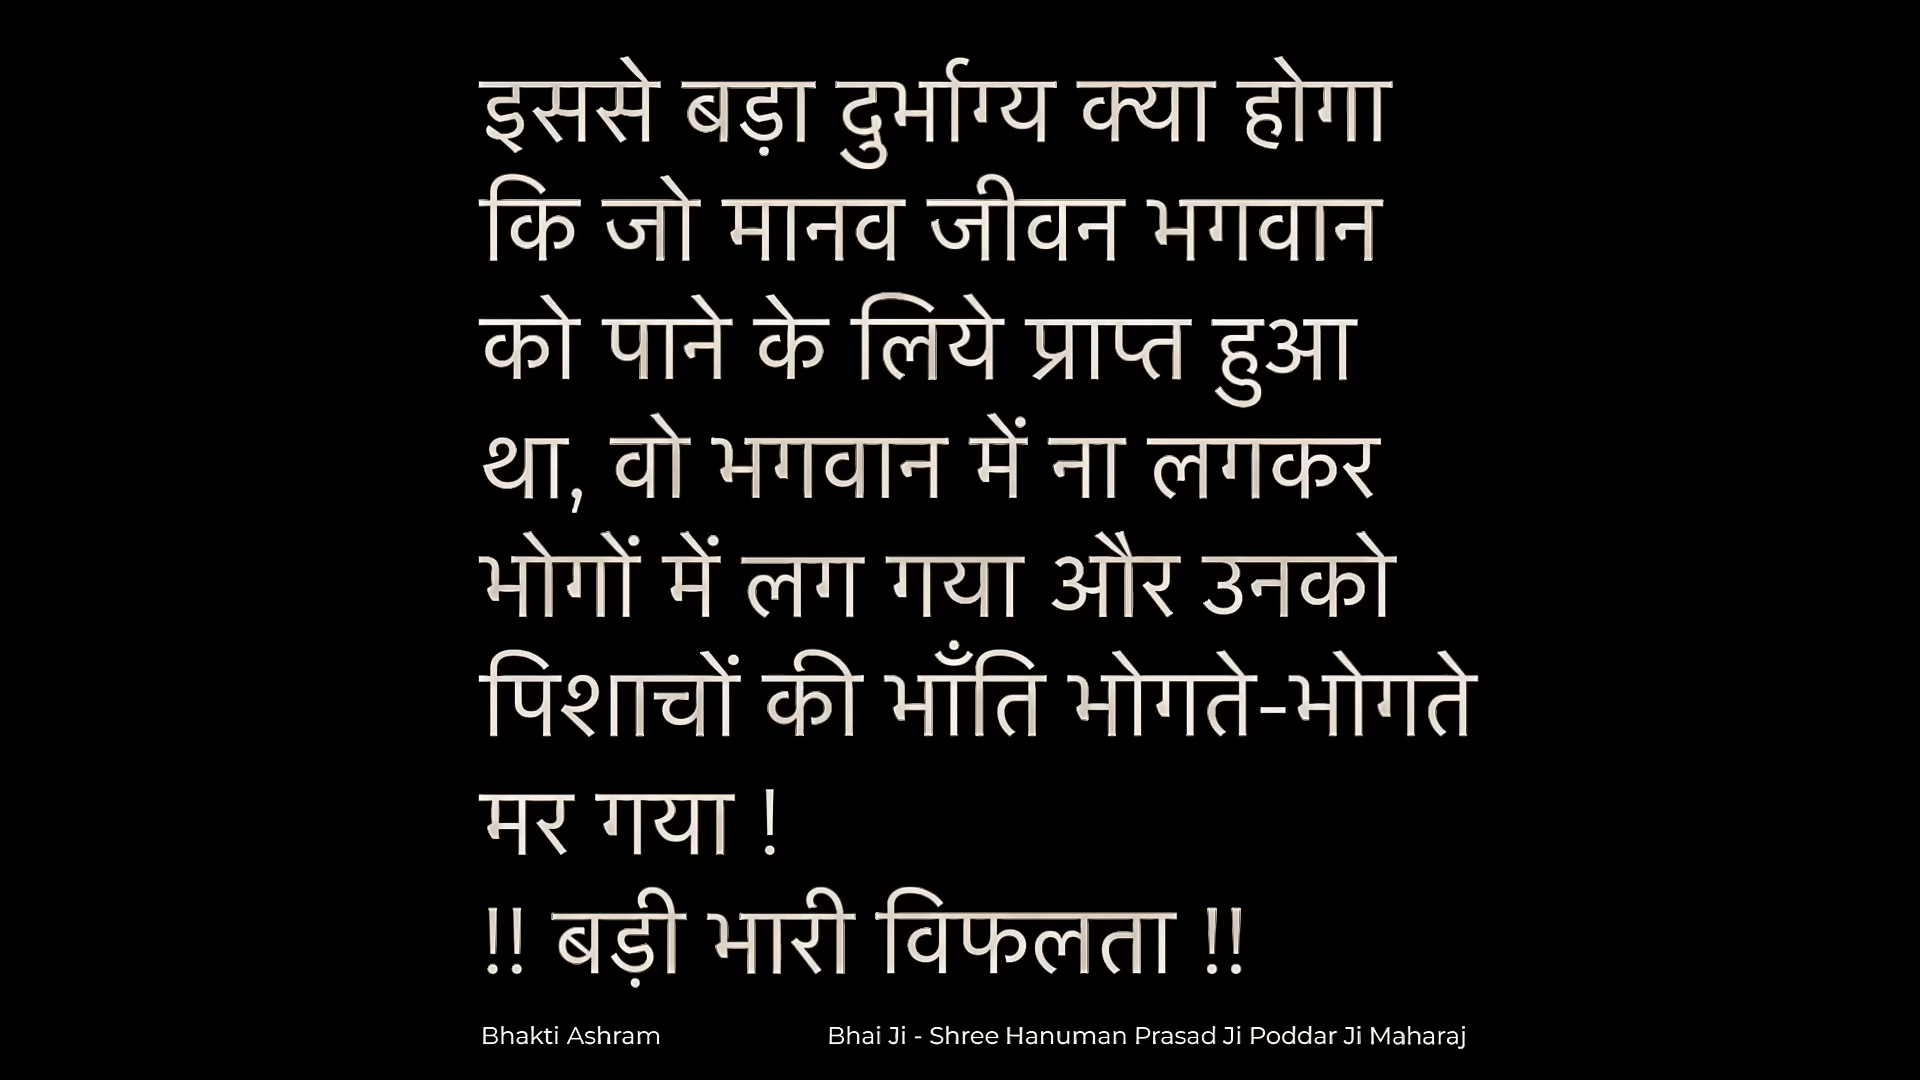 इससे बड़ा दुर्भाग्य क्या होगा
कि जो मानव जीवन भगवान
को पाने के लिये प्राप्त हुआ
था, वो भगवान में ना लगकर
भोगों में लग गया और उनको
पिशाचों की भाँति भोगते-भोगते
मर गया !
!! बड़ी भारी विफलता !!
Bhakti Ashram
Bhai Ji - Shree Hanuman Prasad Ji Poddar Ji Maharaj